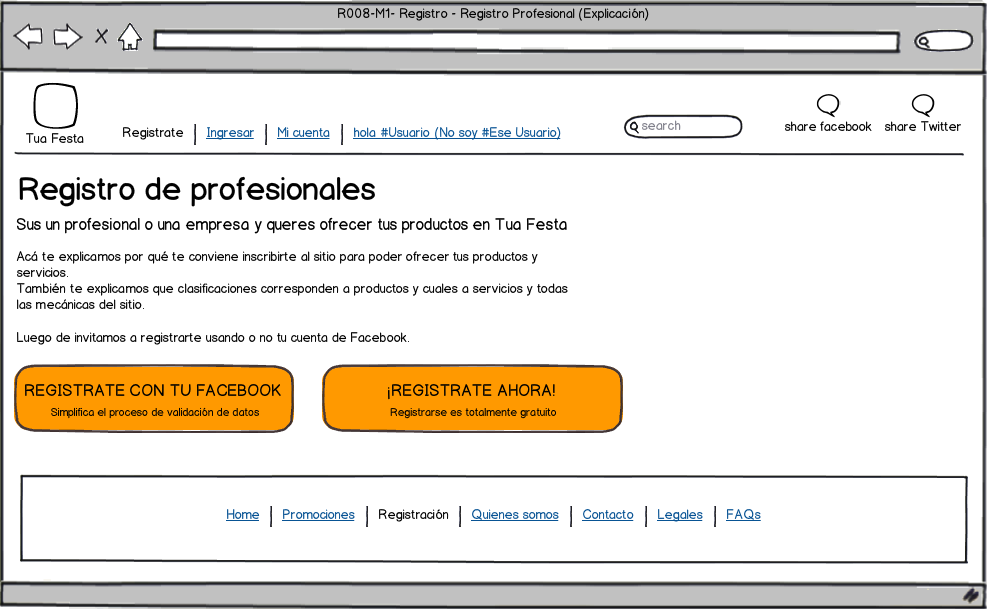 R008-M1- Registro - Registro Profesional (Explicación)
Tua Festa
Registrate
Ingresar
Mi cuenta
hola #Usuario (No soy #Ese Usuario)
search
share facebook
share Twitter
Registro de profesionales
Sus un profesional o una empresa y queres ofrecer tus productos en Tua Festa
Acá te explicamos por qué te conviene inscribirte al sitio para poder ofrecer tus productos y
servicios.
También te explicamos que clasificaciones corresponden a productos y cuales a servicios y todas
las mecánicas del sitio.
Luego de invitamos a registrarte usando o no tu cuenta de Facebook.
REGISTRATE CON TU FACEBOOK
Simplifica el proceso de validación de datos
¡REGISTRATE AHORA!
Registrarse es totalmente gratuito
Home
Promociones
Registración
Quienes somos
Contacto
Legales
FAQs